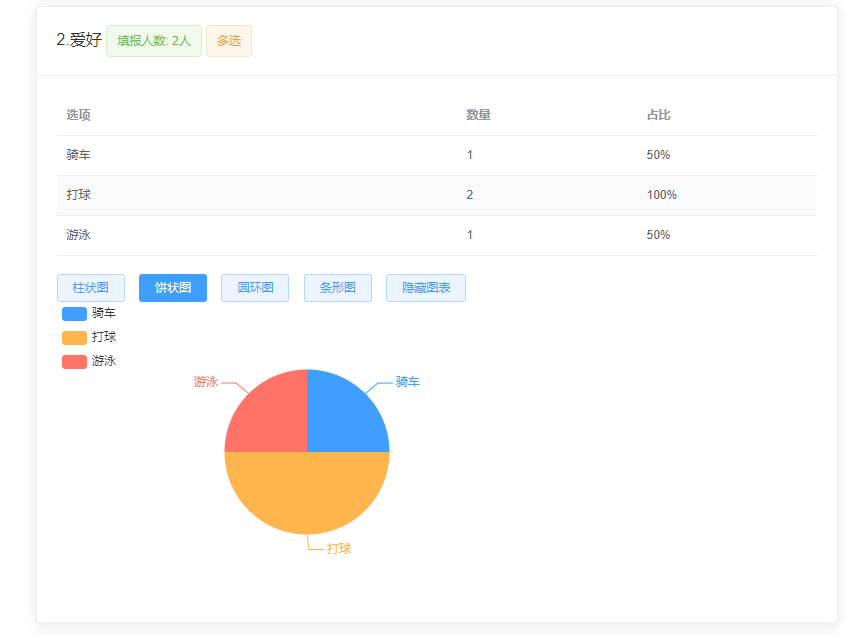 2.爱好 填报人数: 2人 多选
选项 数量 占比
骑车 1 50%
打球 2 100%
游泳 1 50%
柱状图 饼状图 圆环图 条形图 隐藏图表
骑车
打球
游泳
游泳 骑车
打球